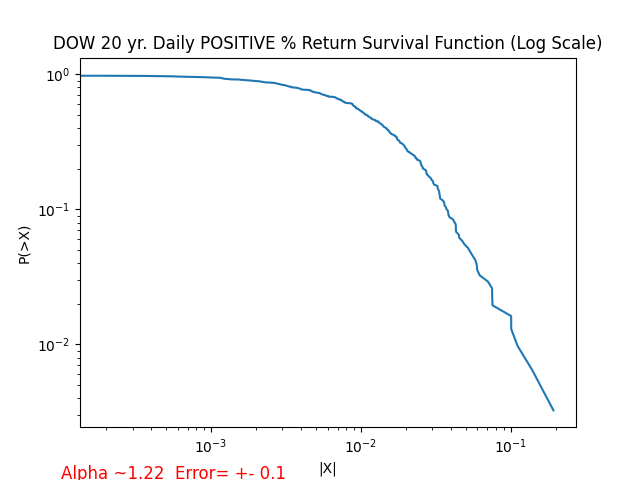 DOW 20 yr. Daily POSITIVE % Return Survival Function (Log Scale)
10^0
10^-1
10^-2
P(>X)
10^-3
10^-2
10^-1
|X|
Alpha ~1.22 Error= +- 0.1